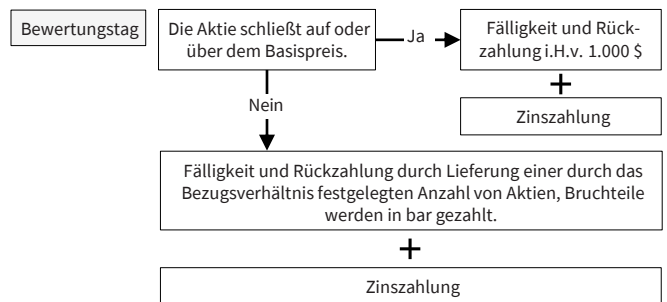 Bewertungstag
Die Aktie schließt auf oder
über dem Basispreis.
Ja
Fälligkeit und Rück-
zahlung i.H.v. 1.000 $
+
Zinszahlung
Nein
Fälligkeit und Rückzahlung durch Lieferung einer durch das
Bezugsverhältnis festgelegten Anzahl von Aktien, Bruchteile
werden in bar gezahlt.
+
Zinszahlung